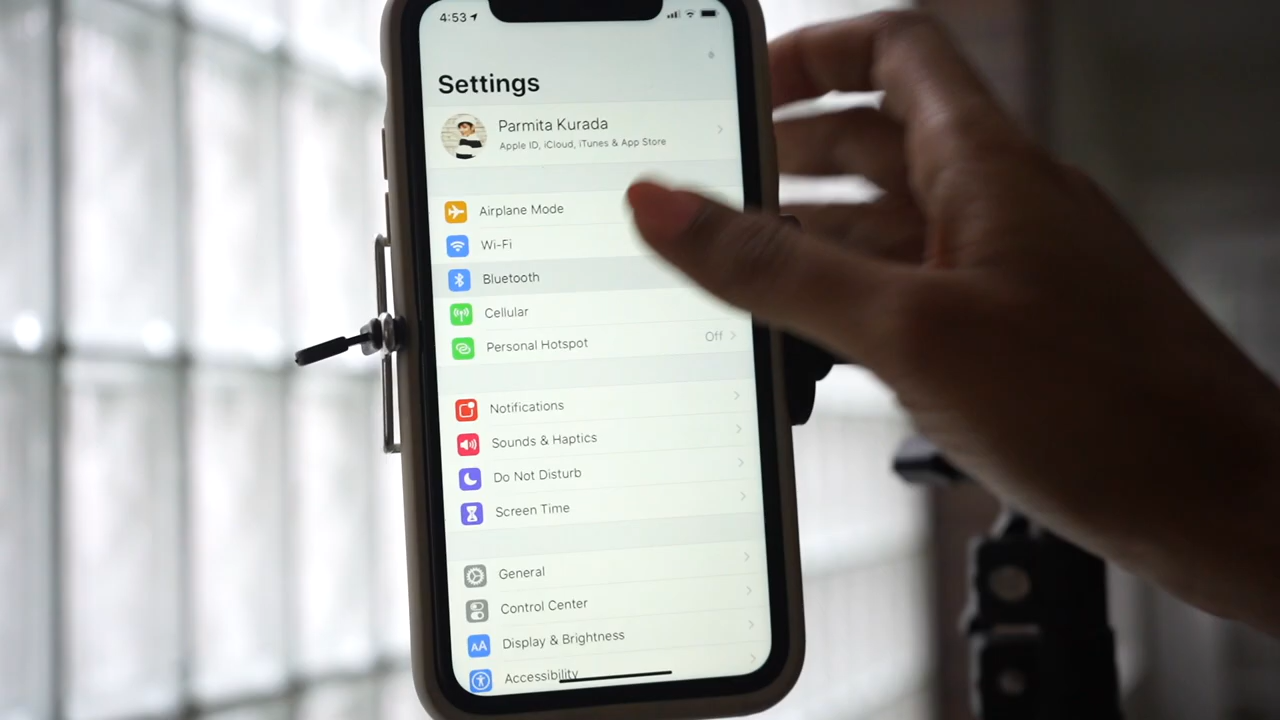 4:53
Settings
Parmita Kurada
Apple ID, iCloud, iTunes & App Store
Airplane Mode
Wi-Fi
Bluetooth
Cellular
Personal Hotspot Off
Notifications
Sounds & Haptics
Do Not Disturb
Screen Time
General
Control Center
AA Display & Brightness
Accessibility